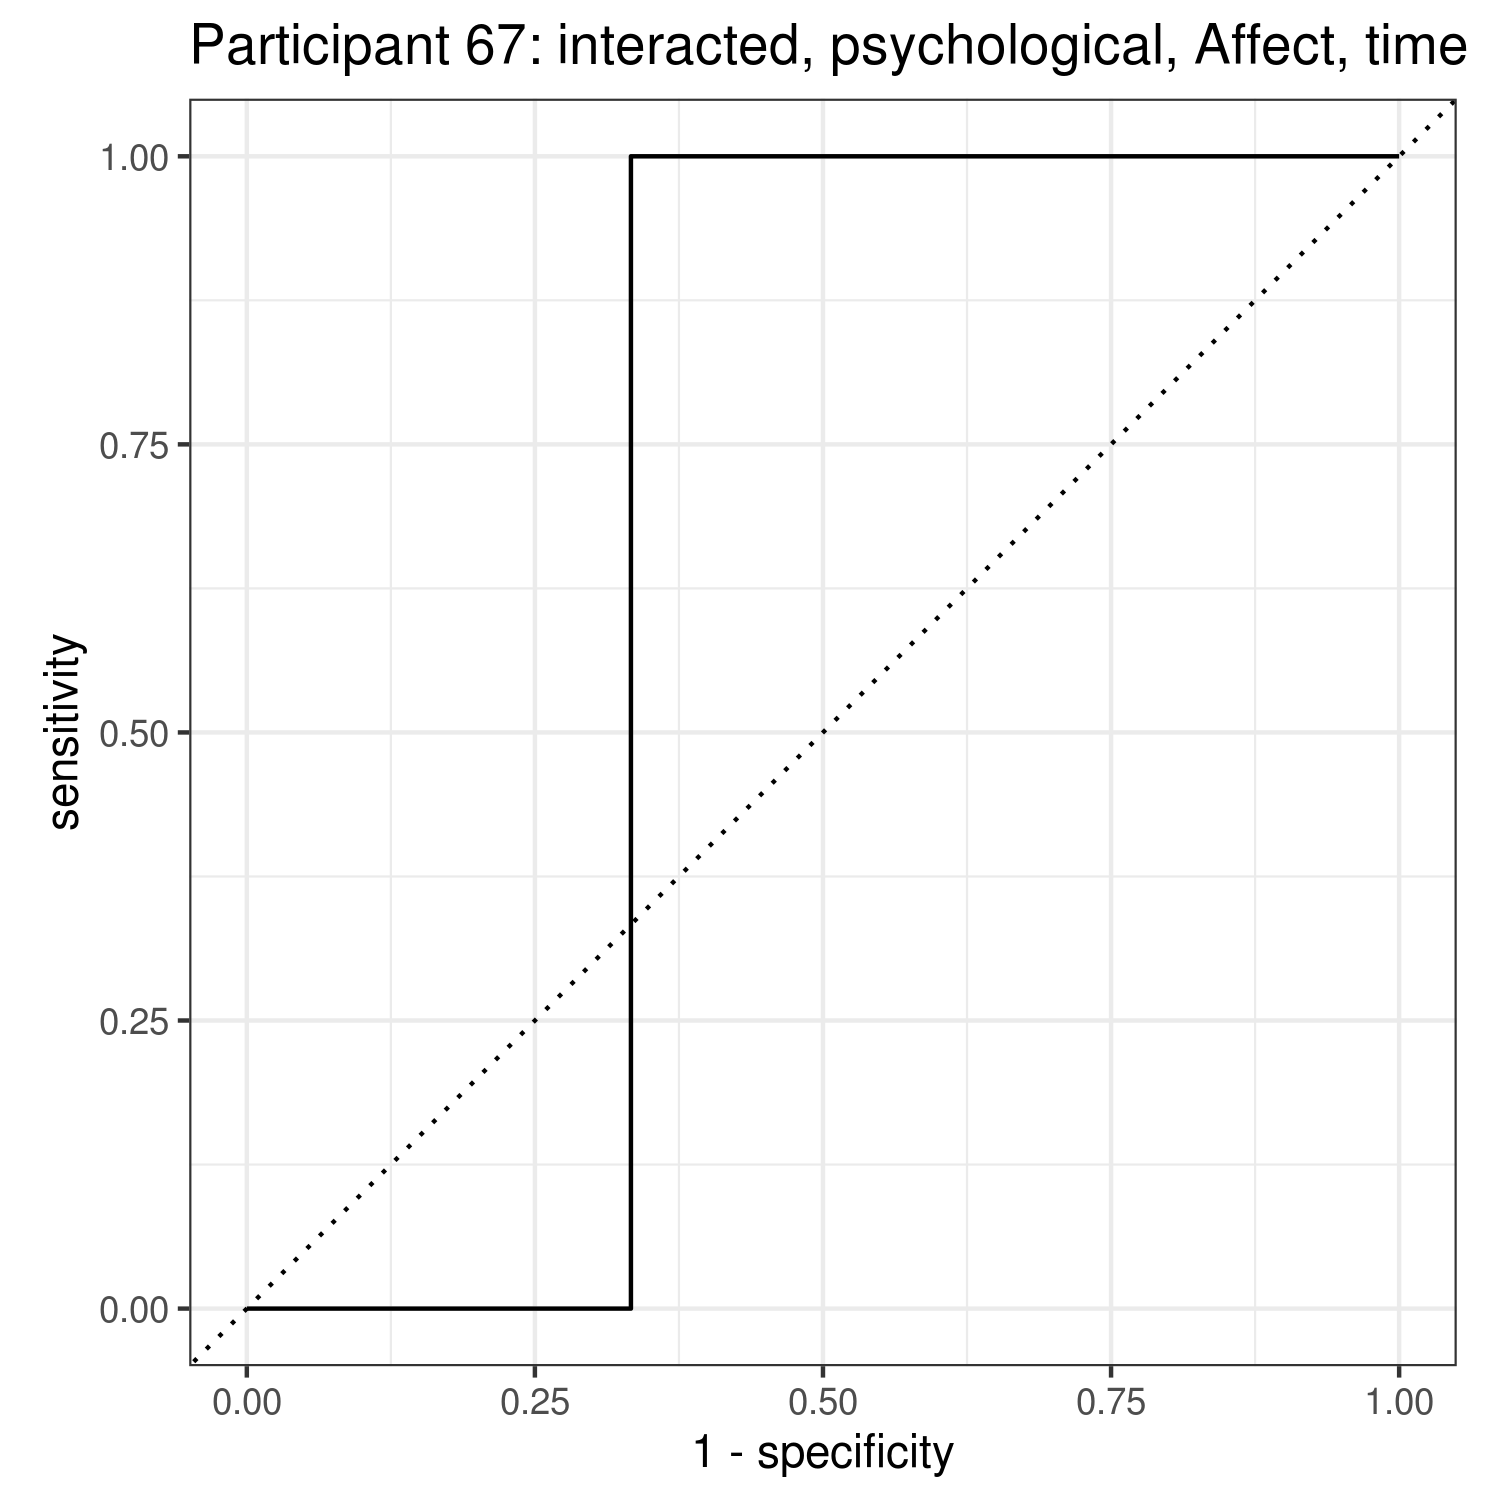 Participant 67: interacted, psychological, Affect, time
1.00
0.75
0.50
0.25
0.00
sensitivity
0.00 0.25 0.50 0.75 1.00
1 - specificity